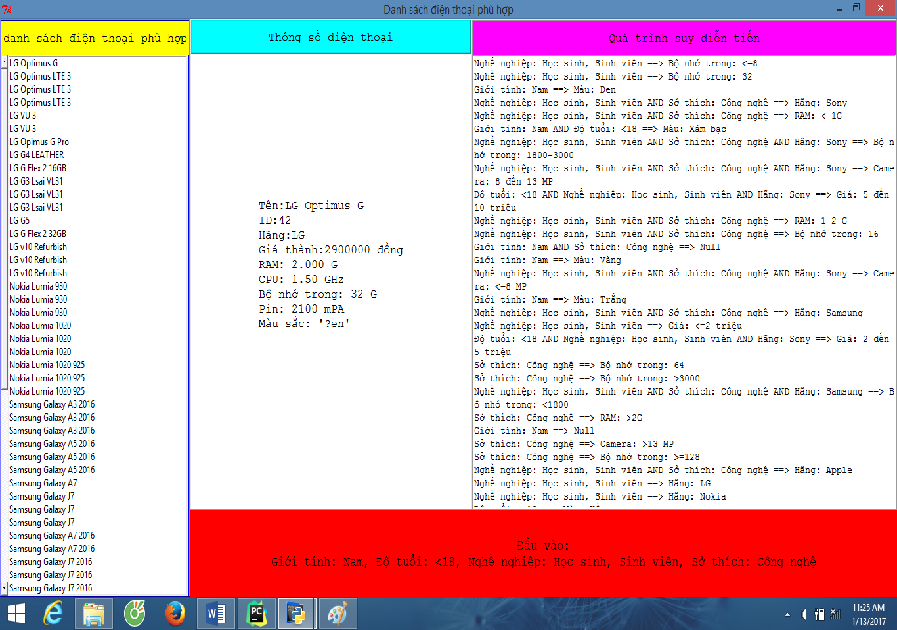 Danh sách điện thoại phù hợp
danh sách điện thoại phù hợp
Thông số điện thoại
Quá trình suy diễn tiến
LG Optimus G
LG Optimus LTE 3
LG Optimus LTE 3
LG Optimus LTE 3
LG VU 3
LG VU 3
LG Opimus G Pro
LG G4 LEATHER
LG G Flex 2 16GB
LG G3 Lsai VL31
LG G3 Lsai VL31
LG G3 Lsai VL31
LG G5
LG G Flex 2 32GB
LG v10 Refurbish
LG v10 Refurbish
LG v10 Refurbish
Nokia Lumia 930
Nokia Lumia 930
Nokia Lumia 930
Nokia Lumia 1020
Nokia Lumia 1020
Nokia Lumia 1020
Nokia Lumia 1020 925
Nokia Lumia 1020 925
Nokia Lumia 1020 925
Samsung Galaxy A3 2016
Samsung Galaxy A3 2016
Samsung Galaxy A3 2016
Samsung Galaxy A5 2016
Samsung Galaxy A5 2016
Samsung Galaxy A5 2016
Samsung Galaxy A7
Samsung Galaxy J7
Samsung Galaxy J7
Samsung Galaxy J7
Samsung Galaxy A7 2016
Samsung Galaxy A7 2016
Samsung Galaxy J7 2016
Samsung Galaxy J7 2016
Samsung Galaxy J7 2016
Tên:LG Optimus G
ID:42
Hãng:LG
Giá thành:2900000 đồng
RAM: 2.000 G
CPU: 1.50 GHz
Bộ nhớ trong: 32 G
Pin: 2100 mPA
Màu sắc: '?en'
Nghề nghiệp: Học sinh, Sinh viên ==> Bộ nhớ trong: <=8
Nghề nghiệp: Học sinh, Sinh viên ==> Bộ nhớ trong: 32
Giới tính: Nam ==> Màu: Đen
Nghề nghiệp: Học sinh, Sinh viên AND Sở thích: Công nghệ ==> Hãng: Sony
Nghề nghiệp: Học sinh, Sinh viên AND Sở thích: Công nghệ ==> RAM: < 1G
Giới tính: Nam AND Độ tuổi: <18 ==> Màu: Xám bạc
Nghề nghiệp: Học sinh, Sinh viên AND Sở thích: Công nghệ AND Hãng: Sony ==> Bộ n
hớ trong: 1800-3000
Nghề nghiệp: Học sinh, Sinh viên AND Sở thích: Công nghệ AND Hãng: Sony ==> Came
ra: 8 đến 13 MP
Độ tuổi: <18 AND Nghề nghiệp: Học sinh, Sinh viên AND Hãng: Sony ==> Giá: 5 đến
10 triệu
Nghề nghiệp: Học sinh, Sinh viên AND Sở thích: Công nghệ ==> RAM: 1-2 G
Nghề nghiệp: Học sinh, Sinh viên AND Sở thích: Công nghệ ==> Bộ nhớ trong: 16
Giới tính: Nam AND Sở thích: Công nghệ ==> Null
Giới tính: Nam ==> Màu: Vàng
Nghề nghiệp: Học sinh, Sinh viên AND Sở thích: Công nghệ AND Hãng: Sony ==> Came
ra: <=8 MP
Giới tính: Nam ==> Màu: Trắng
Nghề nghiệp: Học sinh, Sinh viên AND Sở thích: Công nghệ ==> Hãng: Samsung
Nghề nghiệp: Học sinh, Sinh viên ==> Giá: <=2 triệu
Độ tuổi: <18 AND Nghề nghiệp: Học sinh, Sinh viên AND Hãng: Sony ==> Giá: 2 đến
5 triệu
Sở thích: Công nghệ ==> Bộ nhớ trong: 64
Sở thích: Công nghệ ==> Bộ nhớ trong: >3000
Nghề nghiệp: Học sinh, Sinh viên AND Sở thích: Công nghệ AND Hãng: Samsung ==> B
ộ nhớ trong: <1800
Sở thích: Công nghệ ==> RAM: >2G
Giới tính: Nam ==> Null
Sở thích: Công nghệ ==> Camera: >13 MP
Sở thích: Công nghệ ==> Bộ nhớ trong: >=128
Nghề nghiệp: Học sinh, Sinh viên AND Sở thích: Công nghệ ==> Hãng: Apple
Nghề nghiệp: Học sinh, Sinh viên ==> Hãng: LG
Nghề nghiệp: Học sinh, Sinh viên ==> Hãng: Nokia
Đầu vào:
Giới tính: Nam, Độ tuổi: <18, Nghề nghiệp: Học sinh, Sinh viên, Sở thích: Công nghệ
11:25 AM
1/13/2017